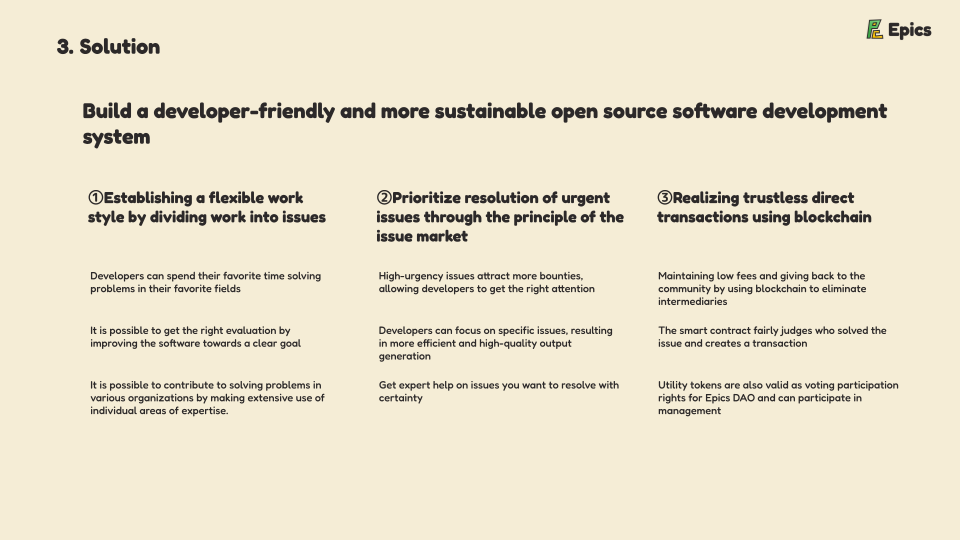 3. Solution
Epics
Build a developer-friendly and more sustainable open source software development
system
①Establishing a flexible work
style by dividing work into issues
Developers can spend their favorite time solving
problems in their favorite fields
It is possible to get the right evaluation by
improving the software towards a clear goal
It is possible to contribute to solving problems in
various organizations by making extensive use of
individual areas of expertise.
②Prioritize resolution of urgent
issues through the principle of the
issue market
High-urgency issues attract more bounties,
allowing developers to get the right attention
Developers can focus on specific issues, resulting
in more efficient and high-quality output
generation
Get expert help on issues you want to resolve with
certainty
③Realizing trustless direct
transactions using blockchain
Maintaining low fees and giving back to the
community by using blockchain to eliminate
intermediaries
The smart contract fairly judges who solved the
issue and creates a transaction
Utility tokens are also valid as voting participation
rights for Epics DAO and can participate in
management